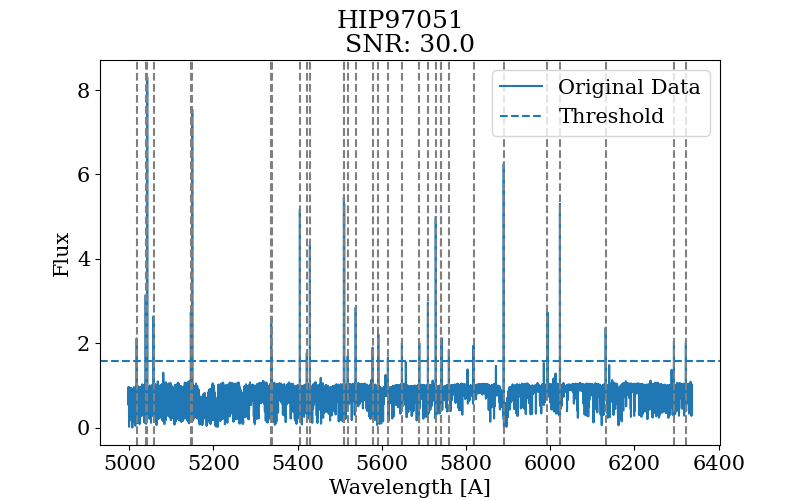 HIP97051
SNR: 30.0
Original Data
Threshold
8
6
4
2
0
Flux
5000 5200 5400 5600 5800 6000 6200 6400
Wavelength [A]